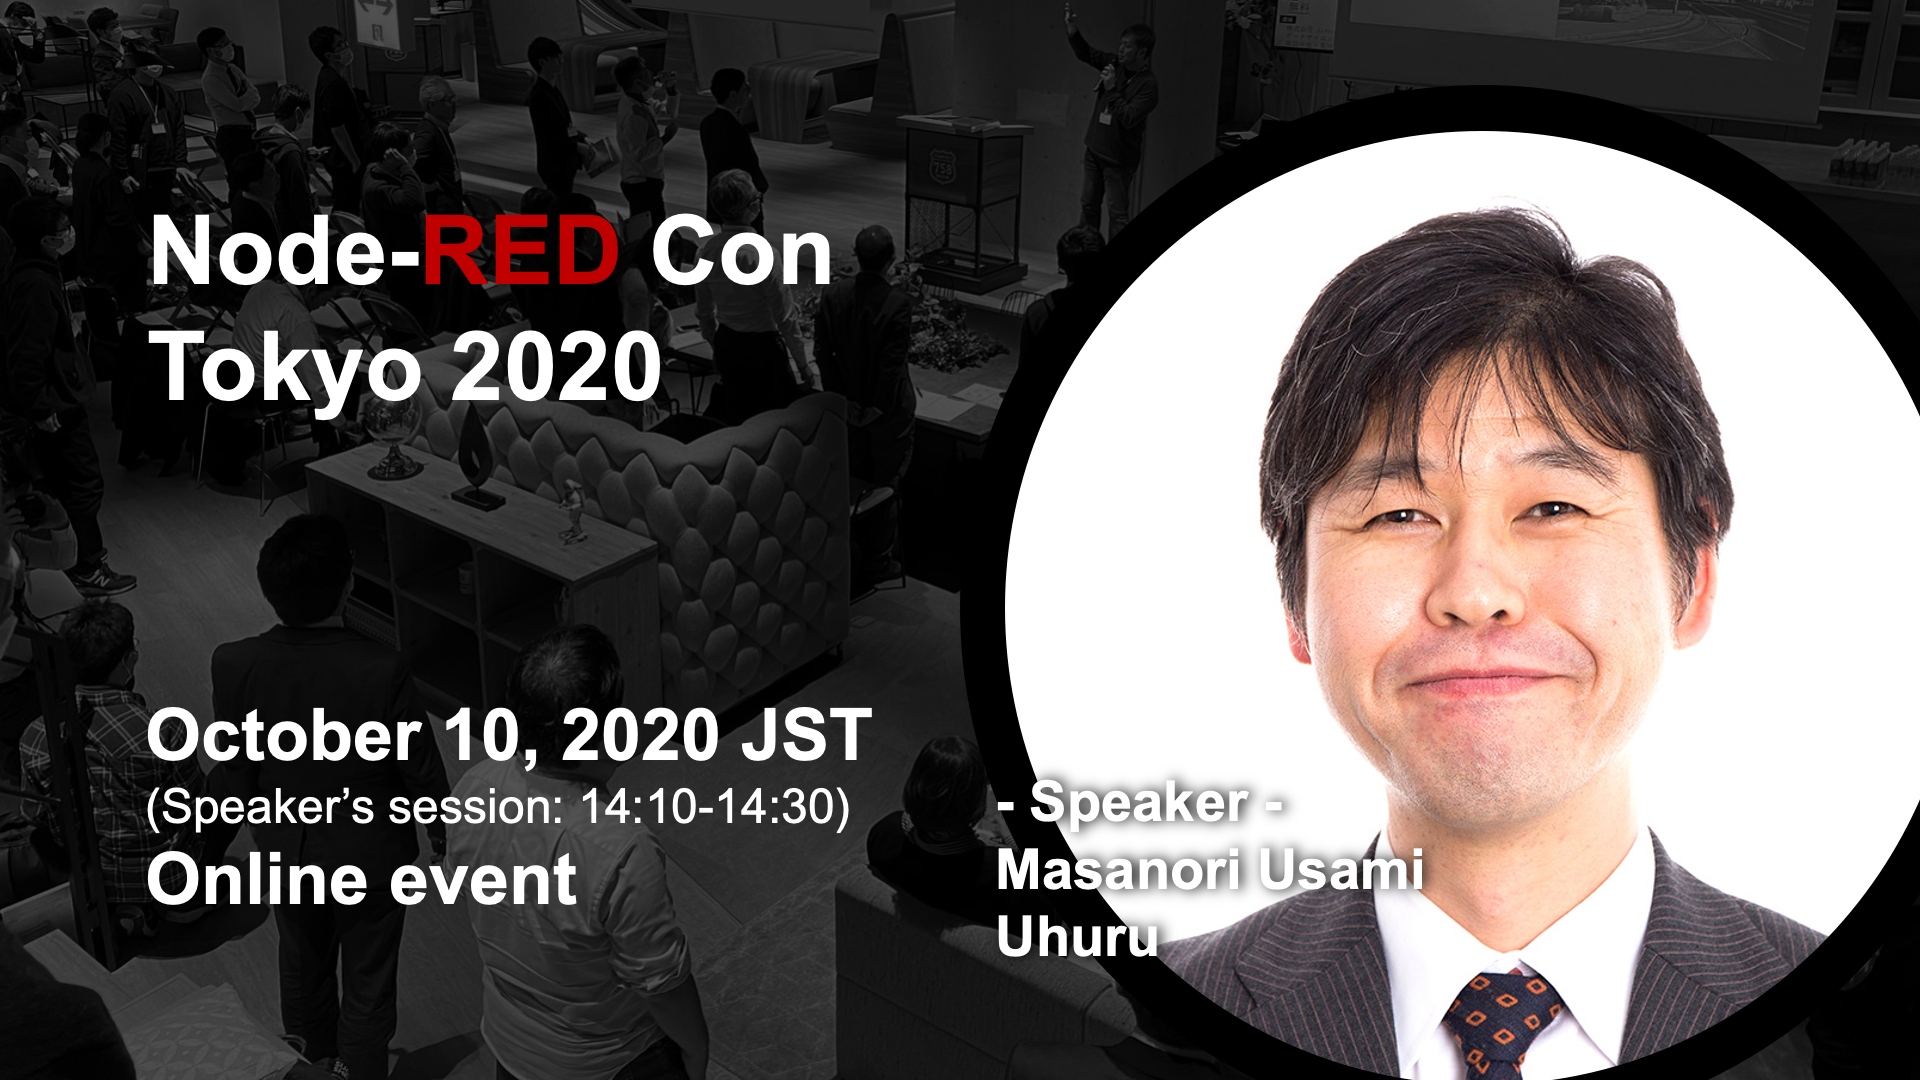 Node-RED Con
Tokyo 2020
October 10, 2020 JST
(Speaker’s session: 14:10-14:30)
Online event
- Speaker -
Masanori Usami
Uhuru
758